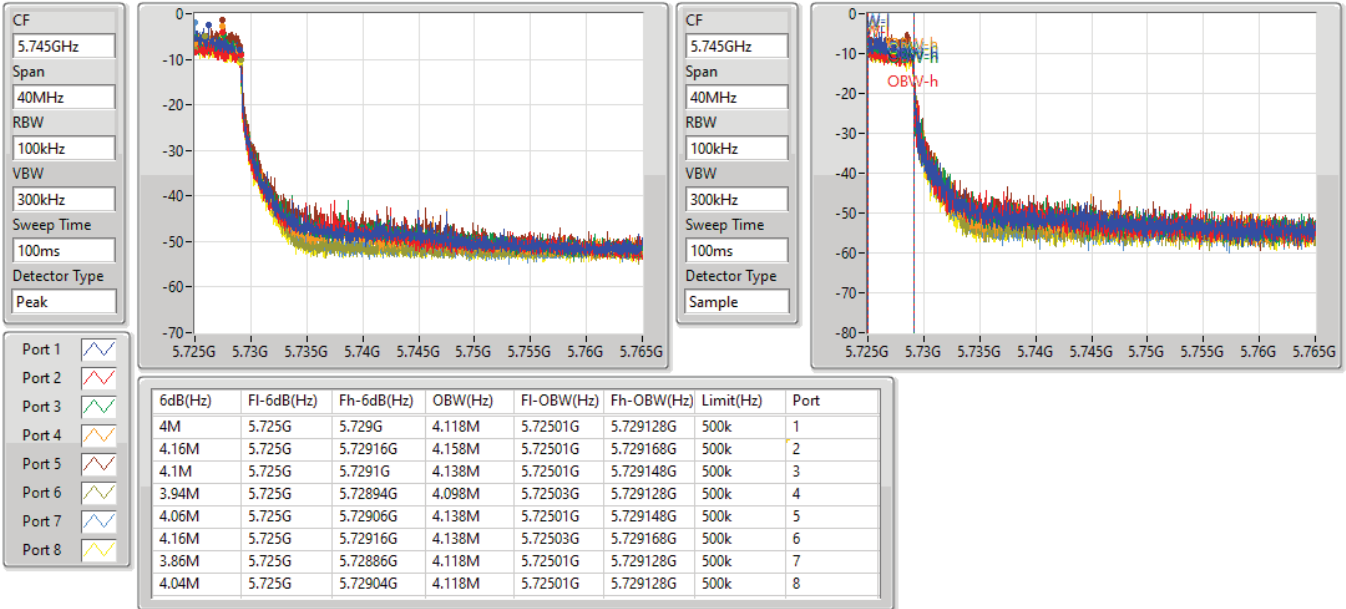 CF
5.745GHz
Span
40MHz
RBW
100kHz
VBW
300kHz
Sweep Time
100ms
Detector Type
Peak
0-
-10-
-20-
-30-
-40-
-50-
-60-
-70-
5.725G 5.73G 5.735G 5.74G 5.745G 5.75G 5.755G 5.76G 5.765G
CF
5.745GHz
Span
40MHz
RBW
100kHz
VBW
300kHz
Sweep Time
100ms
Detector Type
Sample
0-
-10-
-20-
-30-
-40-
-50-
-60-
-70-
-80-
OBW-h
5.725G 5.73G 5.735G 5.74G 5.745G 5.75G 5.755G 5.76G 5.765G
Port 1
Port 2
Port 3
Port 4
Port 5
Port 6
Port 7
Port 8
6dB(Hz) Fl-6dB(Hz) Fh-6dB(Hz) OBW(Hz) Fl-OBW(Hz) Fh-OBW(Hz) Limit(Hz) Port
4M 5.725G 5.729G 4.118M 5.72501G 5.729128G 500k 1
4.16M 5.725G 5.72916G 4.158M 5.72501G 5.729168G 500k 2
4.1M 5.725G 5.7291G 4.138M 5.72501G 5.729148G 500k 3
3.94M 5.725G 5.72894G 4.098M 5.72503G 5.729128G 500k 4
4.06M 5.725G 5.72906G 4.138M 5.72501G 5.729148G 500k 5
4.16M 5.725G 5.72916G 4.138M 5.72503G 5.729168G 500k 6
3.86M 5.725G 5.72886G 4.118M 5.72501G 5.729128G 500k 7
4.04M 5.725G 5.72904G 4.118M 5.72501G 5.729128G 500k 8